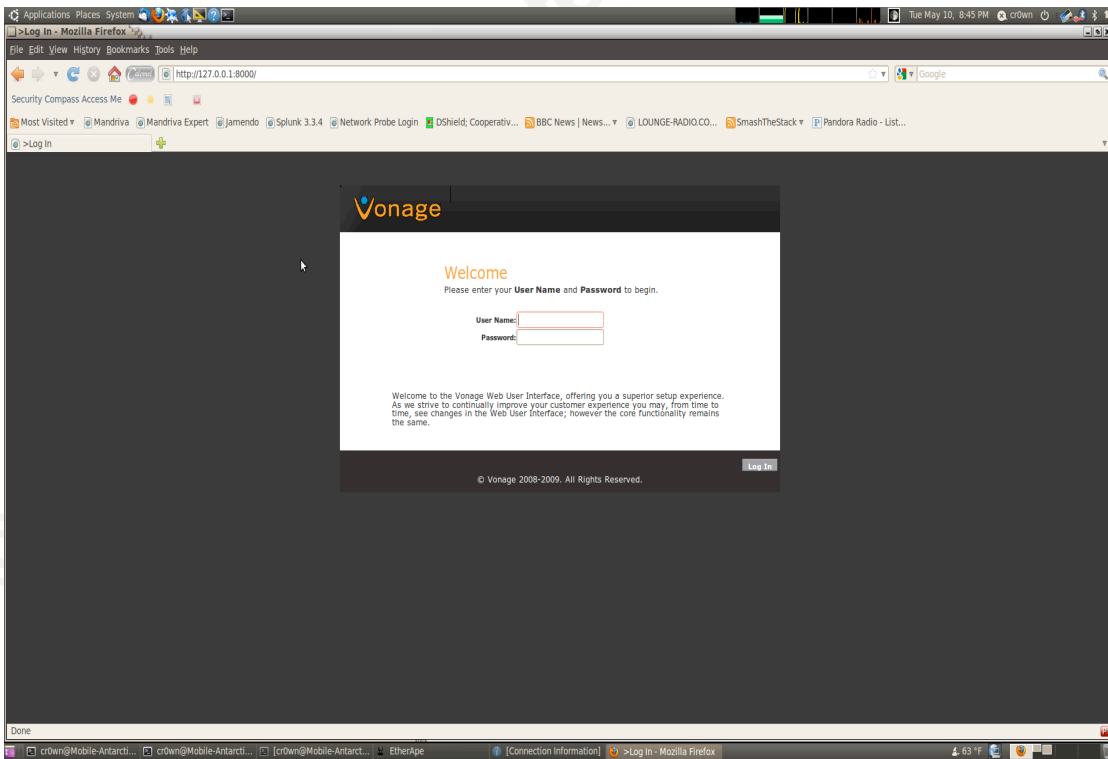 Applications Places System
Tue May 10, 8:45 PM cr0wn
>Log In - Mozilla Firefox
File Edit View History Bookmarks Tools Help
http://127.0.0.1:8000/
Google
Security Compass Access Me
Most Visited Mandriva Mandriva Expert Jamendo Splunk 3.3.4 Network Probe Login DShield; Cooperativ... BBC News | News... LOUNGE-RADIO.CO... SmashTheStack Pandora Radio - List...
>Log In
Vonage
Welcome
Please enter your User Name and Password to begin.
User Name:
Password:
Welcome to the Vonage Web User Interface, offering you a superior setup experience.
As we strive to continually improve your customer experience you may, from time to
time, see changes in the Web User Interface; however the core functionality remains
the same.
Log In
© Vonage 2008-2009. All Rights Reserved.
Done
cr0wn@Mobile-Antarcti... cr0wn@Mobile-Antarcti... [cr0wn@Mobile-Antarct... EtherApe [Connection Information] >Log In - Mozilla Firefox 63 °F